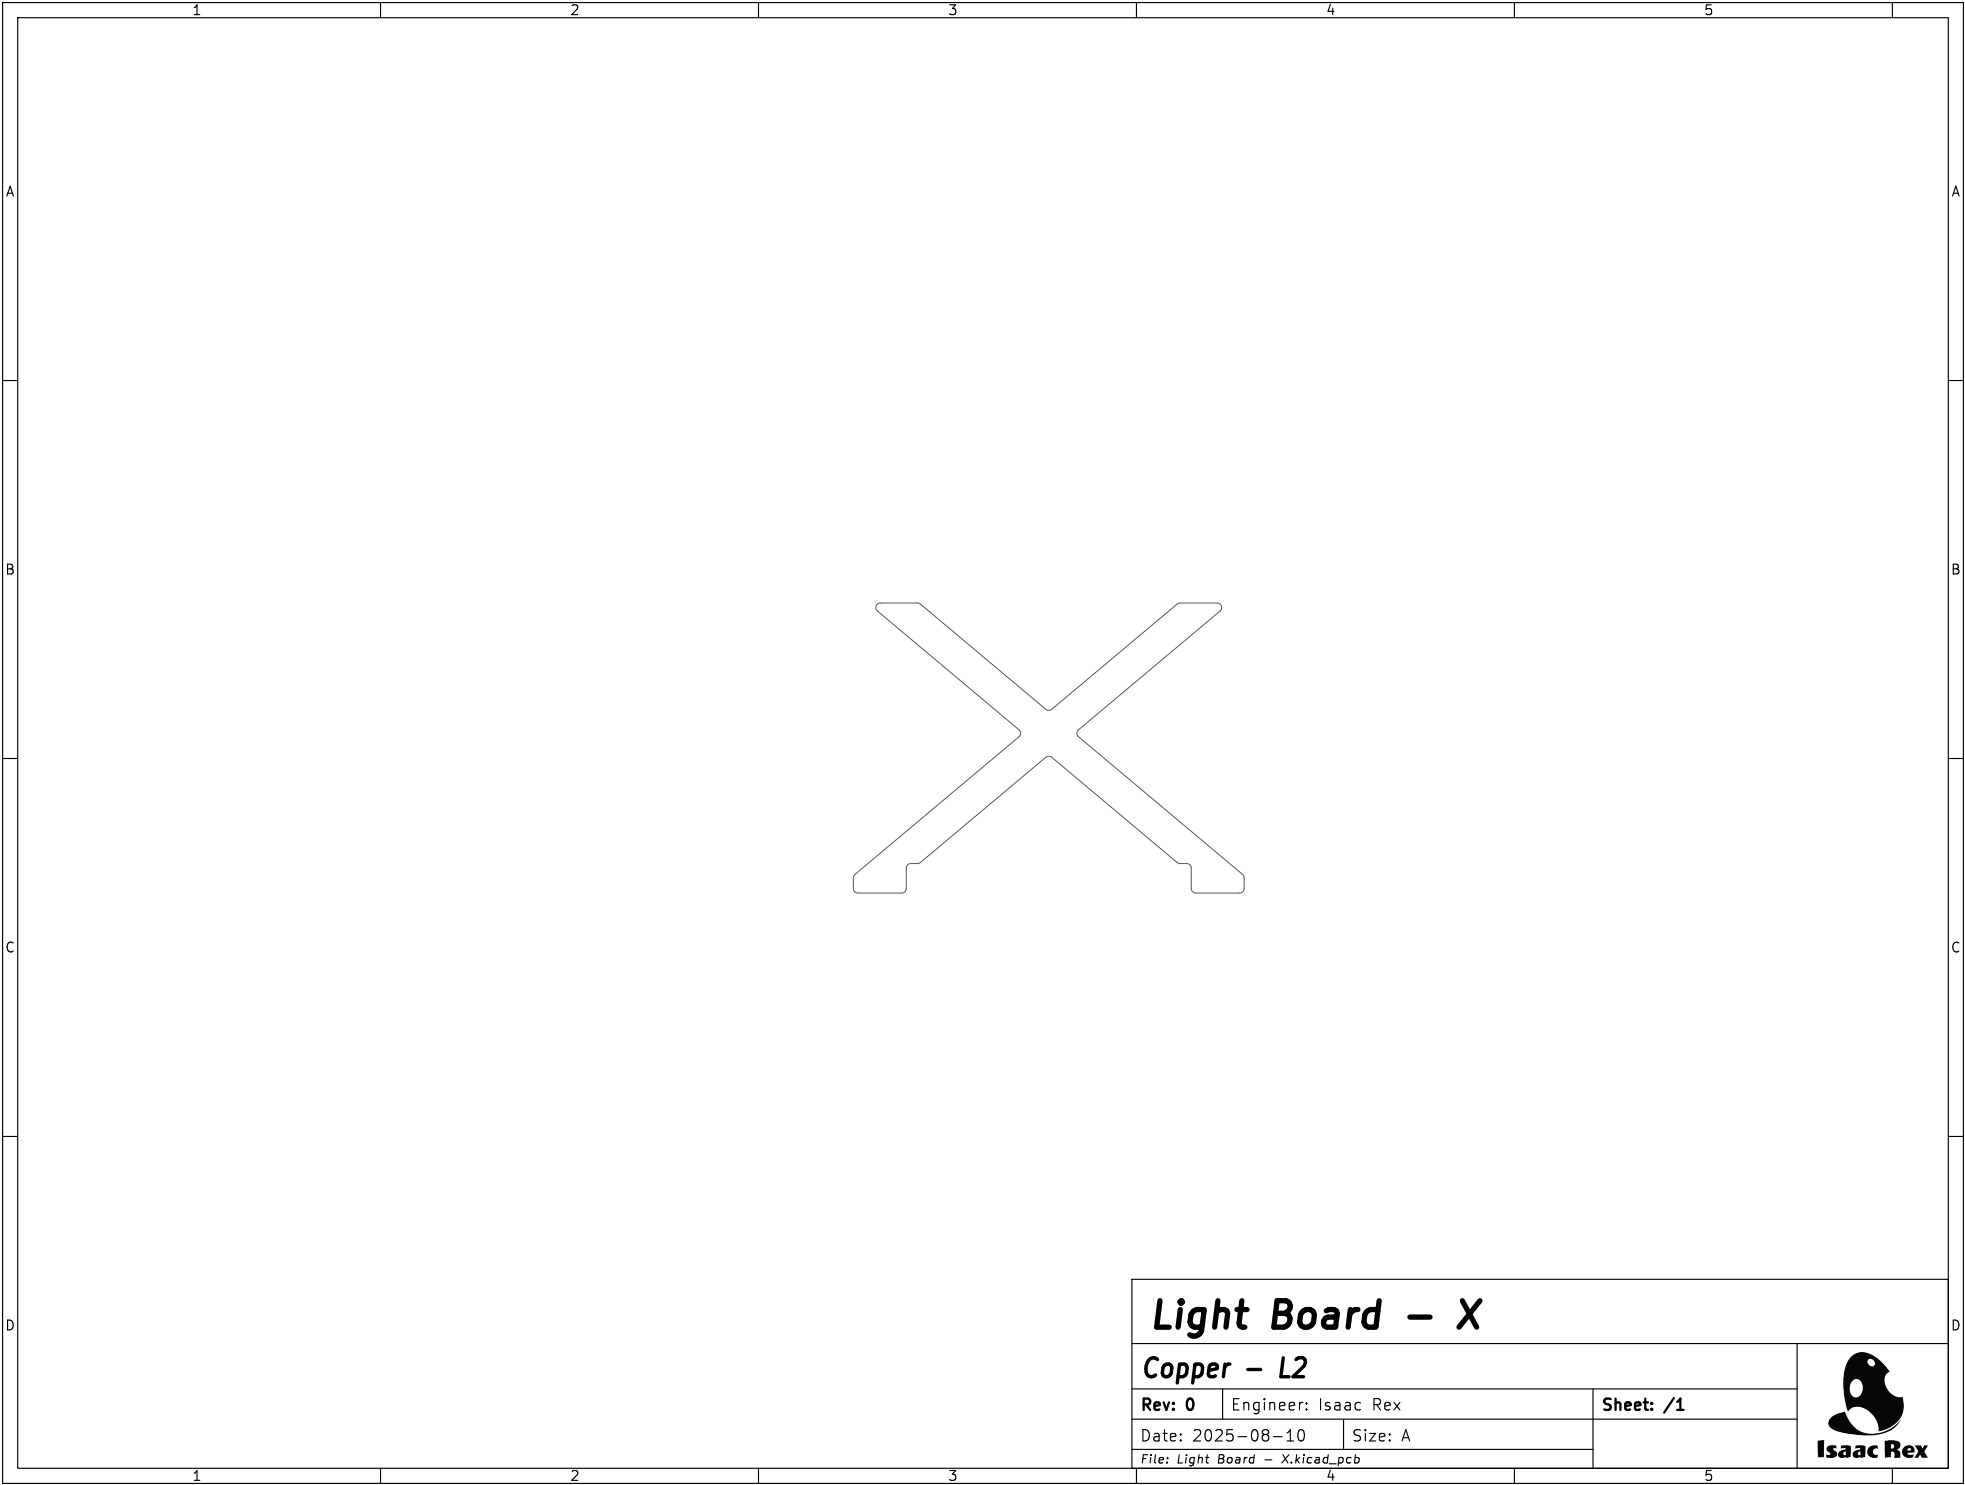 1 2 3 4 5
A A
B B
C C
D D
Light Board - X
Copper - L2
Rev: 0 Engineer: Isaac Rex Sheet: /1
Date: 2025-08-10 Size: A
File: Light Board - X.kicad_pcb
Isaac Rex
1 2 3 4 5